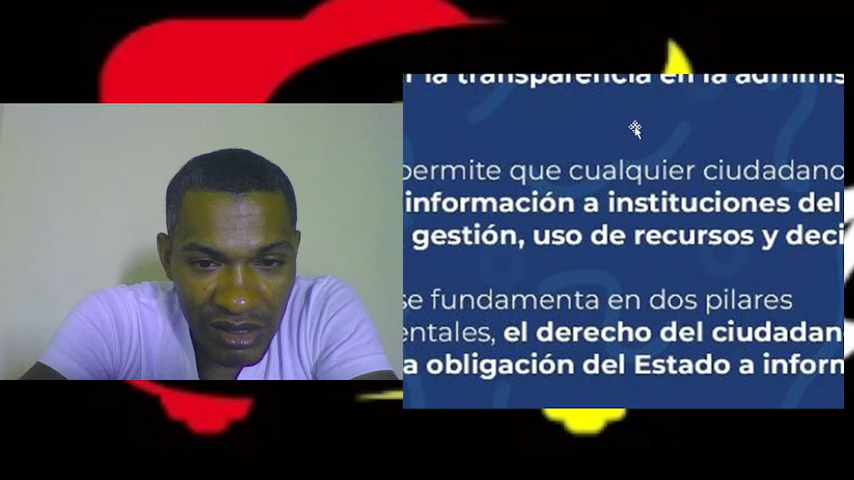 la transparencia en la adminis
permite que cualquier ciudadano
información a instituciones del
gestión, uso de recursos y deci
se fundamenta en dos pilares
entales, el derecho del ciudadan
a obligación del Estado a inform